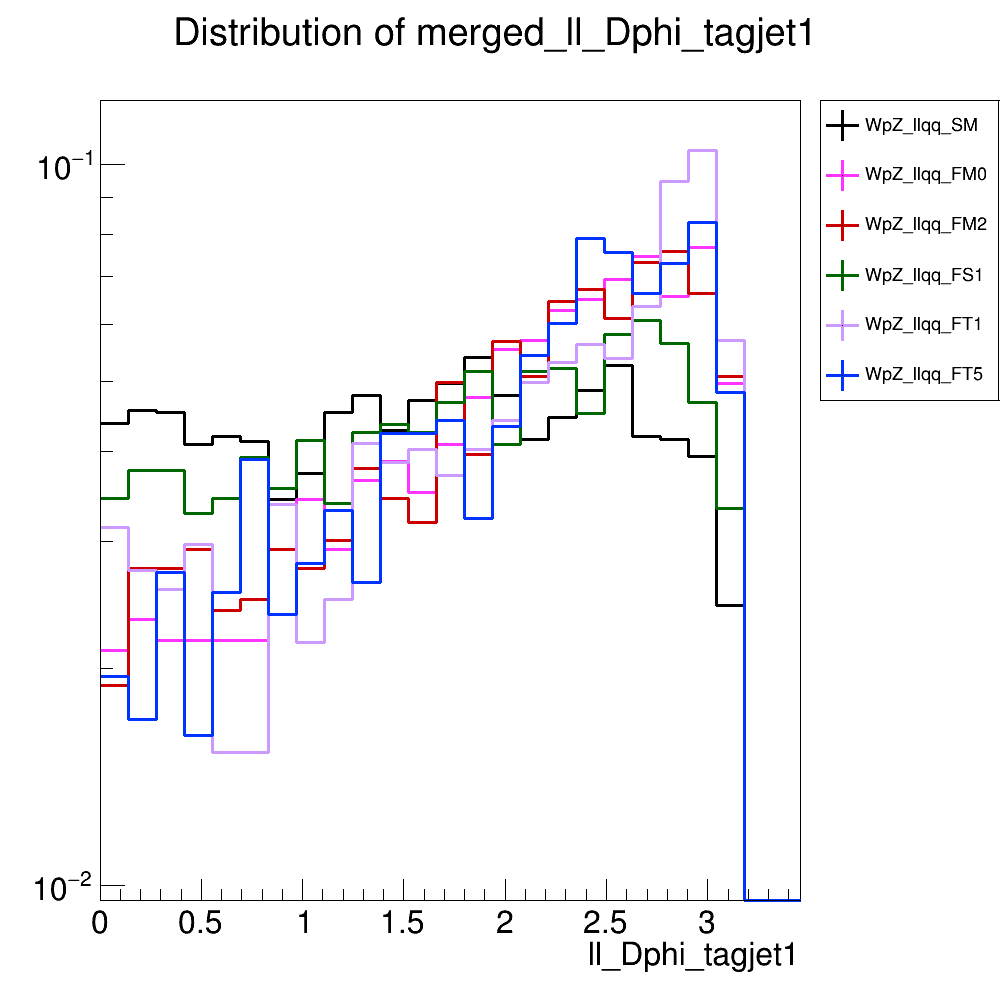 Distribution of merged_ll_Dphi_tagjet1
WpZ_llqq_SM
WpZ_llqq_FM0
WpZ_llqq_FM2
WpZ_llqq_FS1
WpZ_llqq_FT1
WpZ_llqq_FT5
10−1
10−2
0 0.5 1 1.5 2 2.5 3
ll_Dphi_tagjet1